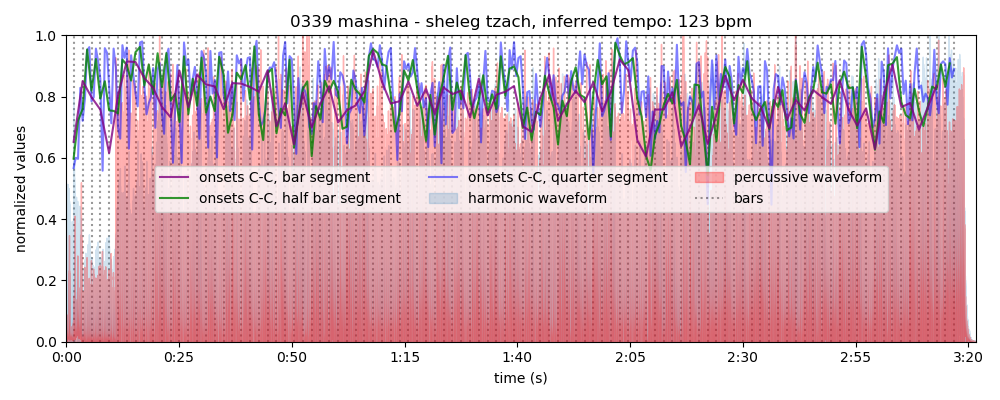 0339 mashina - sheleg tzach, inferred tempo: 123 bpm
1.0
0.8
0.6
0.4
0.2
0.0
normalized values
onsets C-C, bar segment
onsets C-C, half bar segment
onsets C-C, quarter segment
harmonic waveform
percussive waveform
bars
0:00 0:25 0:50 1:15 1:40 2:05 2:30 2:55 3:20
time (s)